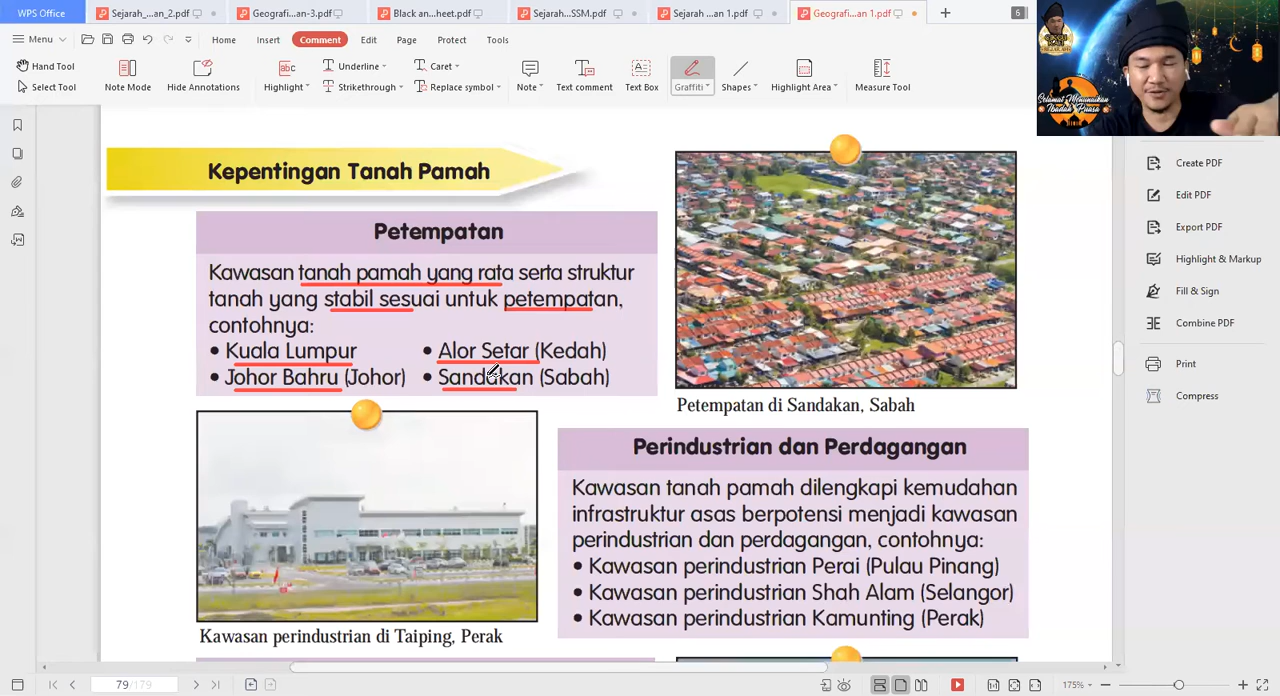 WPS Office
Sejarah_...an_2.pdf
Geografi...an-3.pdf
Black an...heet.pdf
Sejarah...SSM.pdf
Sejarah ...an 1.pdf
Geografi...an 1.pdf
6
Menu
Home
Insert
Comment
Edit
Page
Protect
Tools
Hand Tool
Select Tool
Note Mode
Hide Annotations
Highlight
Underline
Strikethrough
Caret
Replace symbol
Note
Text comment
Text Box
Graffiti
Shapes
Highlight Area
Measure Tool
Selamat Menunaikan
Ibadah Puasa
Kepentingan Tanah Pamah
Petempatan
Kawasan tanah pamah yang rata serta struktur
tanah yang stabil sesuai untuk petempatan,
contohnya:
• Kuala Lumpur
• Alor Setar (Kedah)
• Johor Bahru (Johor)
• Sandakan (Sabah)
Petempatan di Sandakan, Sabah
Kawasan perindustrian di Taiping, Perak
Perindustrian dan Perdagangan
Kawasan tanah pamah dilengkapi kemudahan
infrastruktur asas berpotensi menjadi kawasan
perindustrian dan perdagangan, contohnya:
• Kawasan perindustrian Perai (Pulau Pinang)
• Kawasan perindustrian Shah Alam (Selangor)
• Kawasan perindustrian Kamunting (Perak)
Create PDF
Edit PDF
Export PDF
Highlight & Markup
Fill & Sign
Combine PDF
Print
Compress
79/179
175%